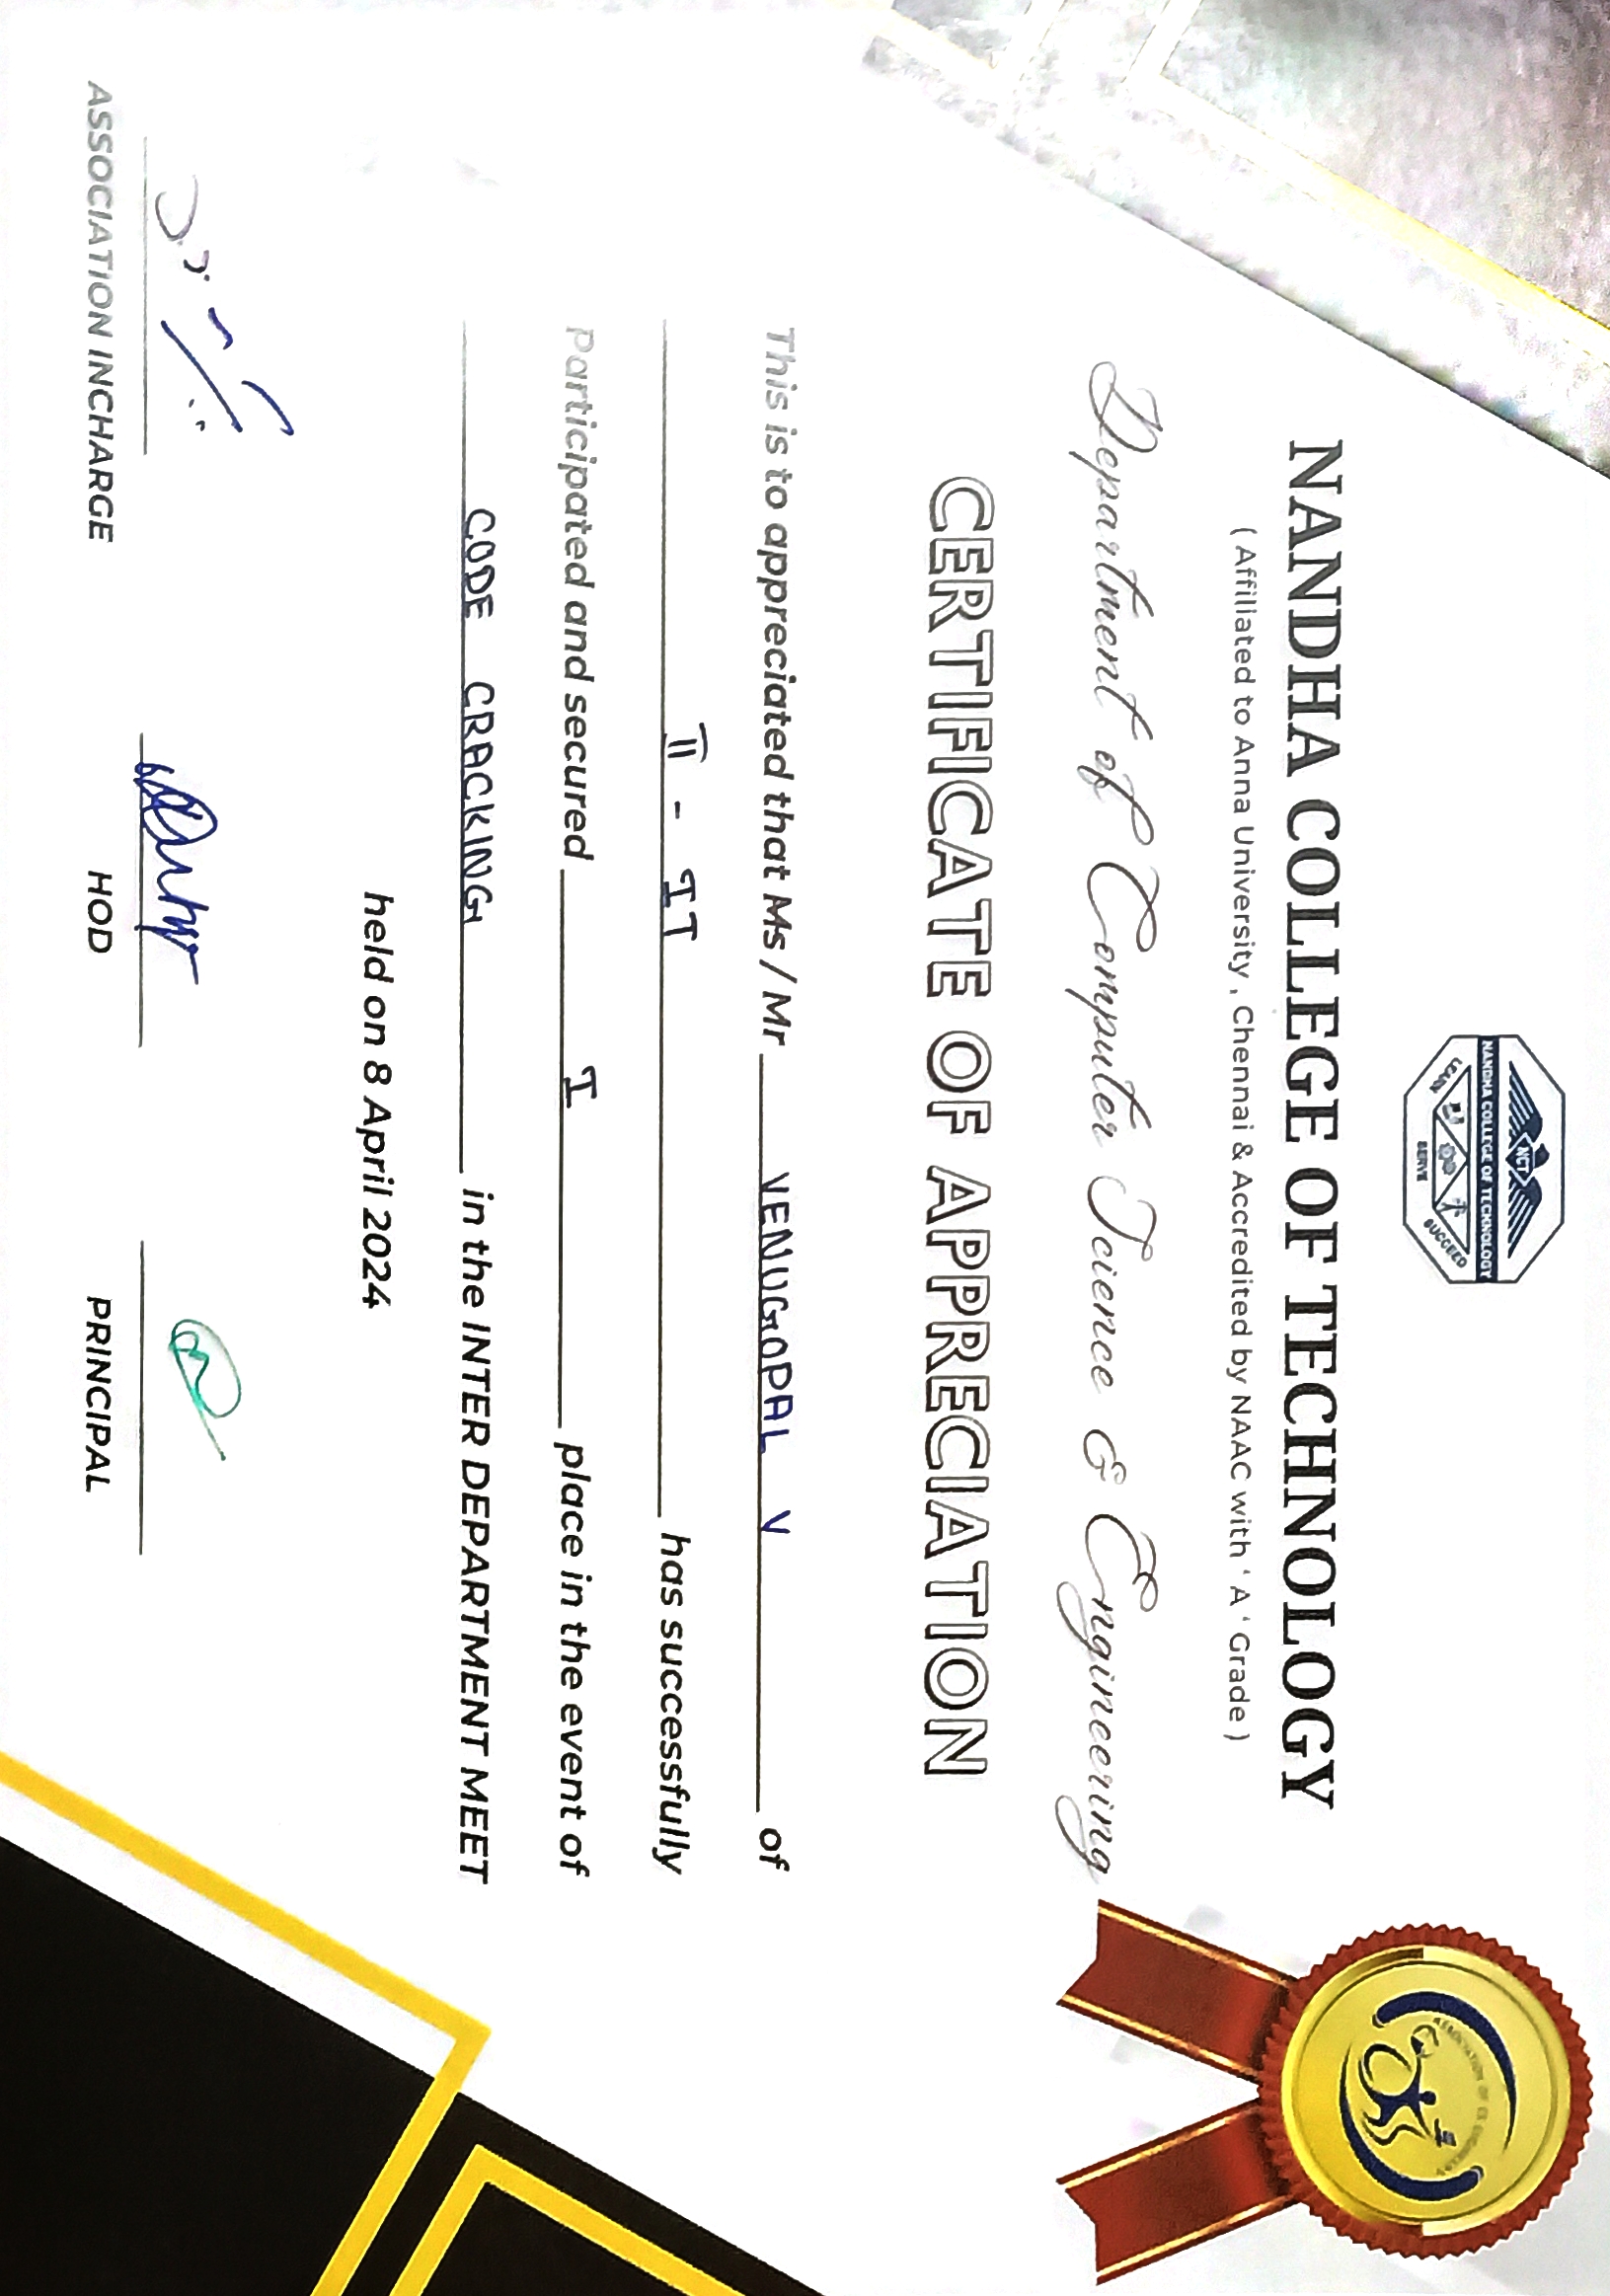 NCT
NANDHA COLLEGE OF TECHNOLOGY
LEARN
SERVE
SUCCEED
NANDHA COLLEGE OF TECHNOLOGY
( Affiliated to Anna University , Chennai & Accredited by NAAC with ' A ' Grade )
Department of Computer Science & Engineering
CERTIFICATE OF APPRECIATION
This is to appreciated that Ms / Mr VENUGOPAL V of
II - IT has successfully
Participated and secured I place in the event of
CODE CRACKING in the INTER DEPARTMENT MEET
held on 8 April 2024
ASSOCIATION INCHARGE
HOD
PRINCIPAL